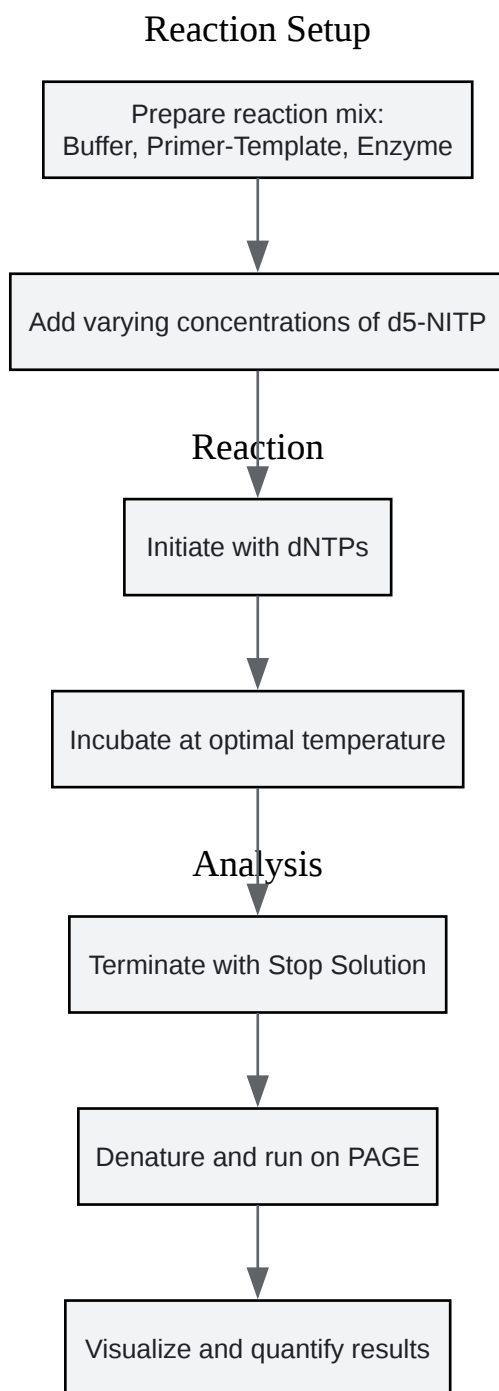 Reaction Setup
Prepare reaction mix:
Buffer, Primer-Template, Enzyme
Add varying concentrations of d5-NITP
Reaction
Initiate with dNTPs
Incubate at optimal temperature
Analysis
Terminate with Stop Solution
Denature and run on PAGE
Visualize and quantify results